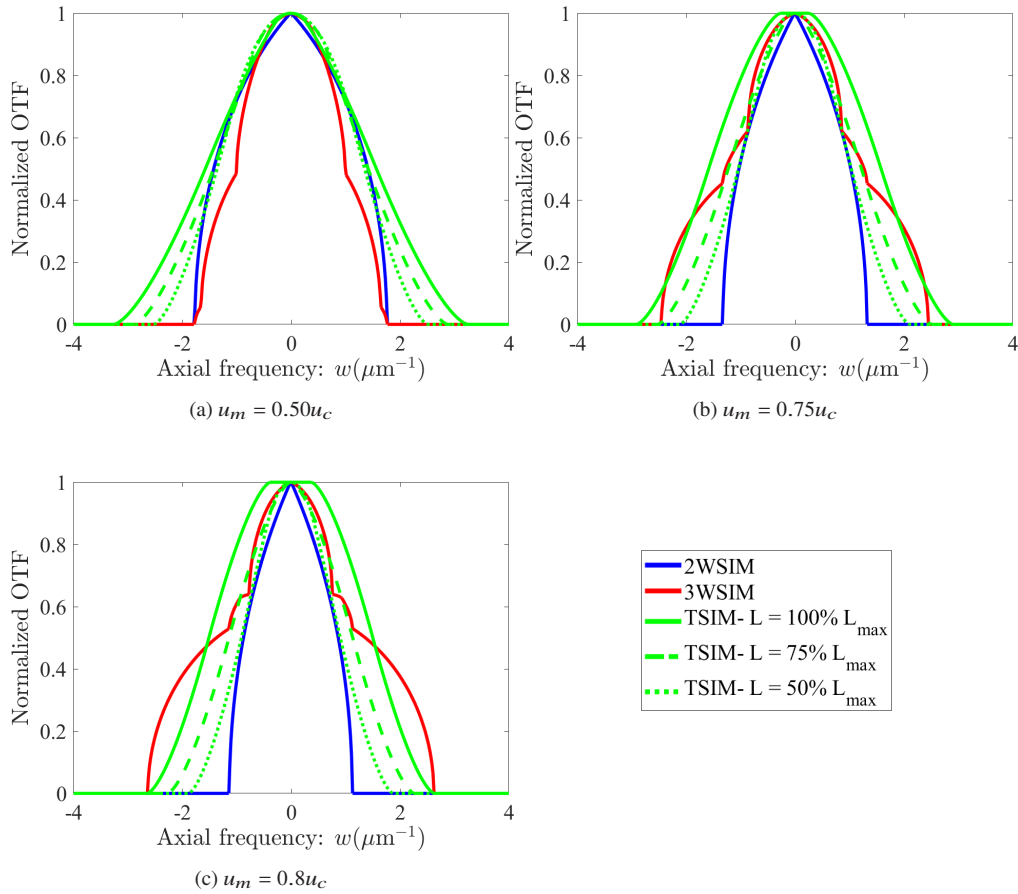 1
0.8
0.6
0.4
0.2
0
Normalized OTF
-4 -2 0 2 4
Axial frequency: w(μm⁻¹)
(a) uₘ = 0.50u_c
1
0.8
0.6
0.4
0.2
0
Normalized OTF
-4 -2 0 2 4
Axial frequency: w(μm⁻¹)
(b) uₘ = 0.75u_c
1
0.8
0.6
0.4
0.2
0
Normalized OTF
-4 -2 0 2 4
Axial frequency: w(μm⁻¹)
(c) uₘ = 0.8u_c
2WSIM
3WSIM
TSIM- L = 100% L_max
TSIM- L = 75% L_max
TSIM- L = 50% L_max